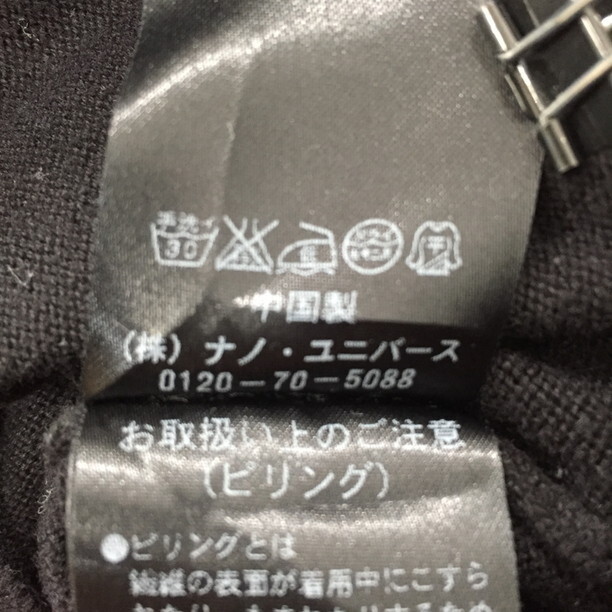 手洗イ
30
中国製
(株) ナノ・ユニバース
0120-70-5088
お取扱い上のご注意
(ピリング)
●ピリングとは
繊維の表面が着用中にこすら